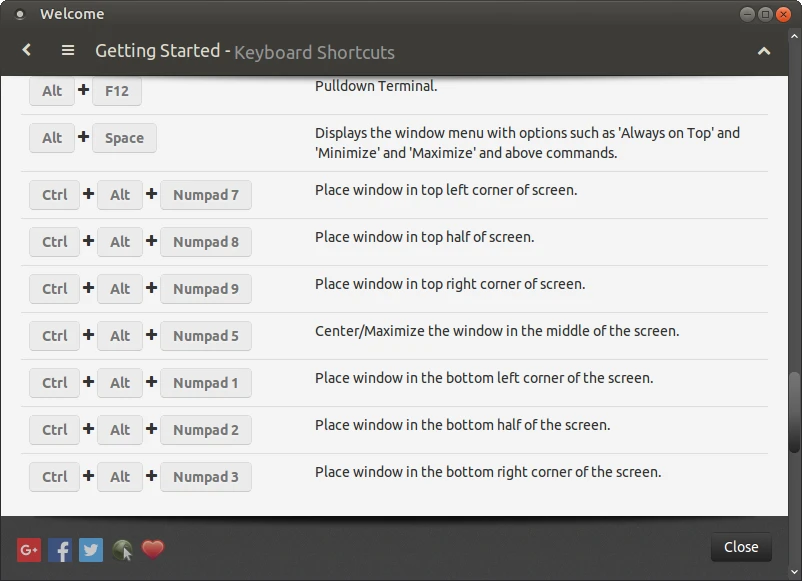 Welcome
Getting Started - Keyboard Shortcuts
Alt + F12 Pulldown Terminal.
Alt + Space Displays the window menu with options such as 'Always on Top' and
'Minimize' and 'Maximize' and above commands.
Ctrl + Alt + Numpad 7 Place window in top left corner of screen.
Ctrl + Alt + Numpad 8 Place window in top half of screen.
Ctrl + Alt + Numpad 9 Place window in top right corner of screen.
Ctrl + Alt + Numpad 5 Center/Maximize the window in the middle of the screen.
Ctrl + Alt + Numpad 1 Place window in the bottom left corner of the screen.
Ctrl + Alt + Numpad 2 Place window in the bottom half of the screen.
Ctrl + Alt + Numpad 3 Place window in the bottom right corner of the screen.
G+ f Close